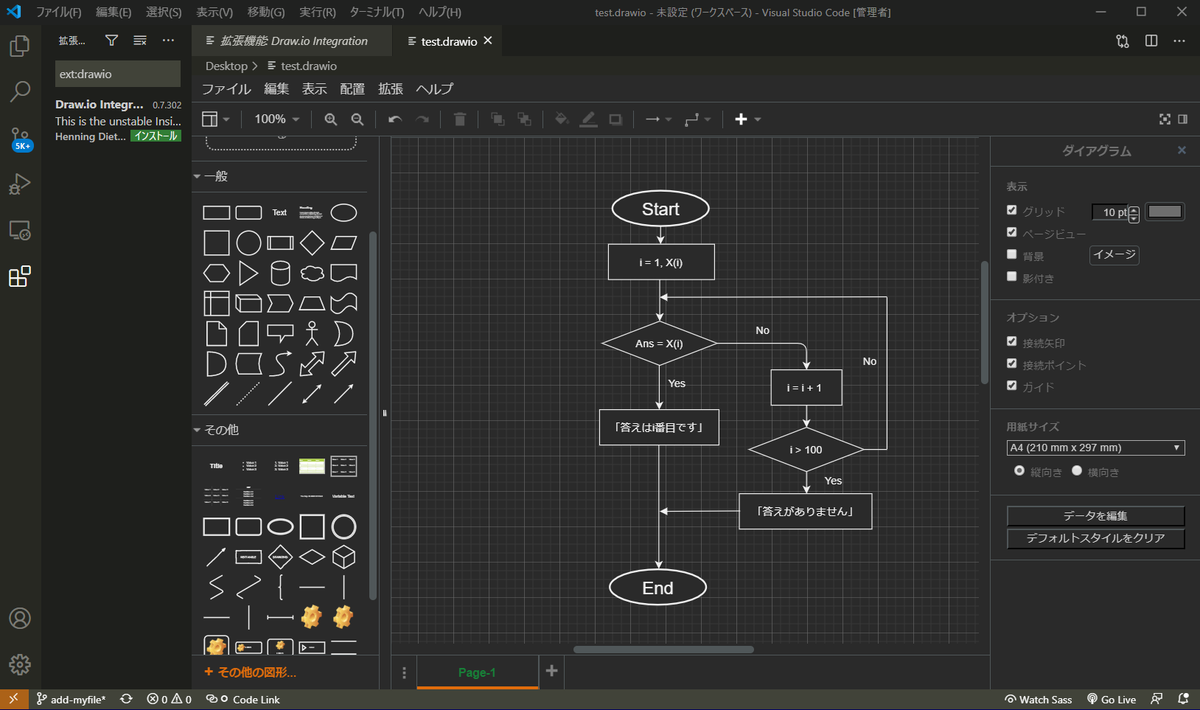 ファイル(F) 編集(E) 選択(S) 表示(V) 移動(G) 実行(R) ターミナル(T) ヘルプ(H)
test.drawio - 未設定 (ワークスペース) - Visual Studio Code [管理者]
拡張...
ext:drawio
Draw.io Integr... 0.7.302
This is the unstable Insi...
Henning Diet... インストール
5K+
拡張機能: Draw.io Integration
test.drawio
Desktop > test.drawio
ファイル 編集 表示 配置 拡張 ヘルプ
100%
一般
Text
Heading
その他
Title
Variable Text
+ その他の図形...
Start
i = 1, X(i)
Ans = X(i)
No
Yes
No
i = i + 1
「答えはi番目です」
i > 100
Yes
「答えがありません」
End
Page-1
ダイアグラム
表示
グリッド 10 pt
ページビュー
背景 イメージ
影付き
オプション
接続矢印
接続ポイント
ガイド
用紙サイズ
A4 (210 mm x 297 mm)
縦向き 横向き
データを編集
デフォルトスタイルをクリア
add-myfile* 0 0 Code Link
Watch Sass Go Live